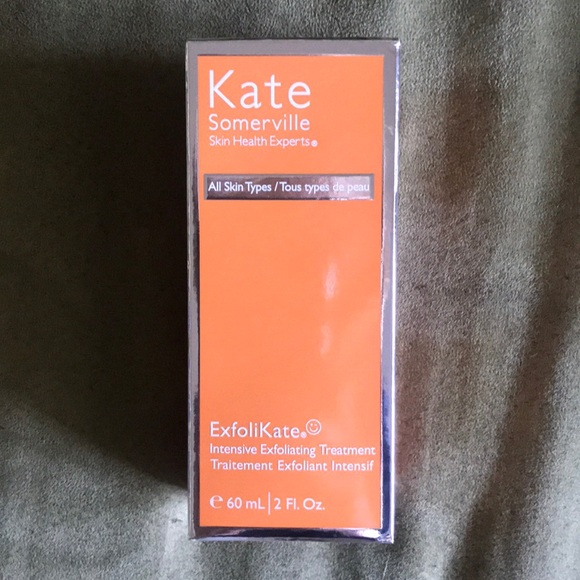 Kate
Somerville
Skin Health Experts®
All Skin Types / Tous types de peau
ExfoliKate®
Intensive Exfoliating Treatment
Traitement Exfoliant Intensif
℮ 60 mL | 2 Fl. Oz.